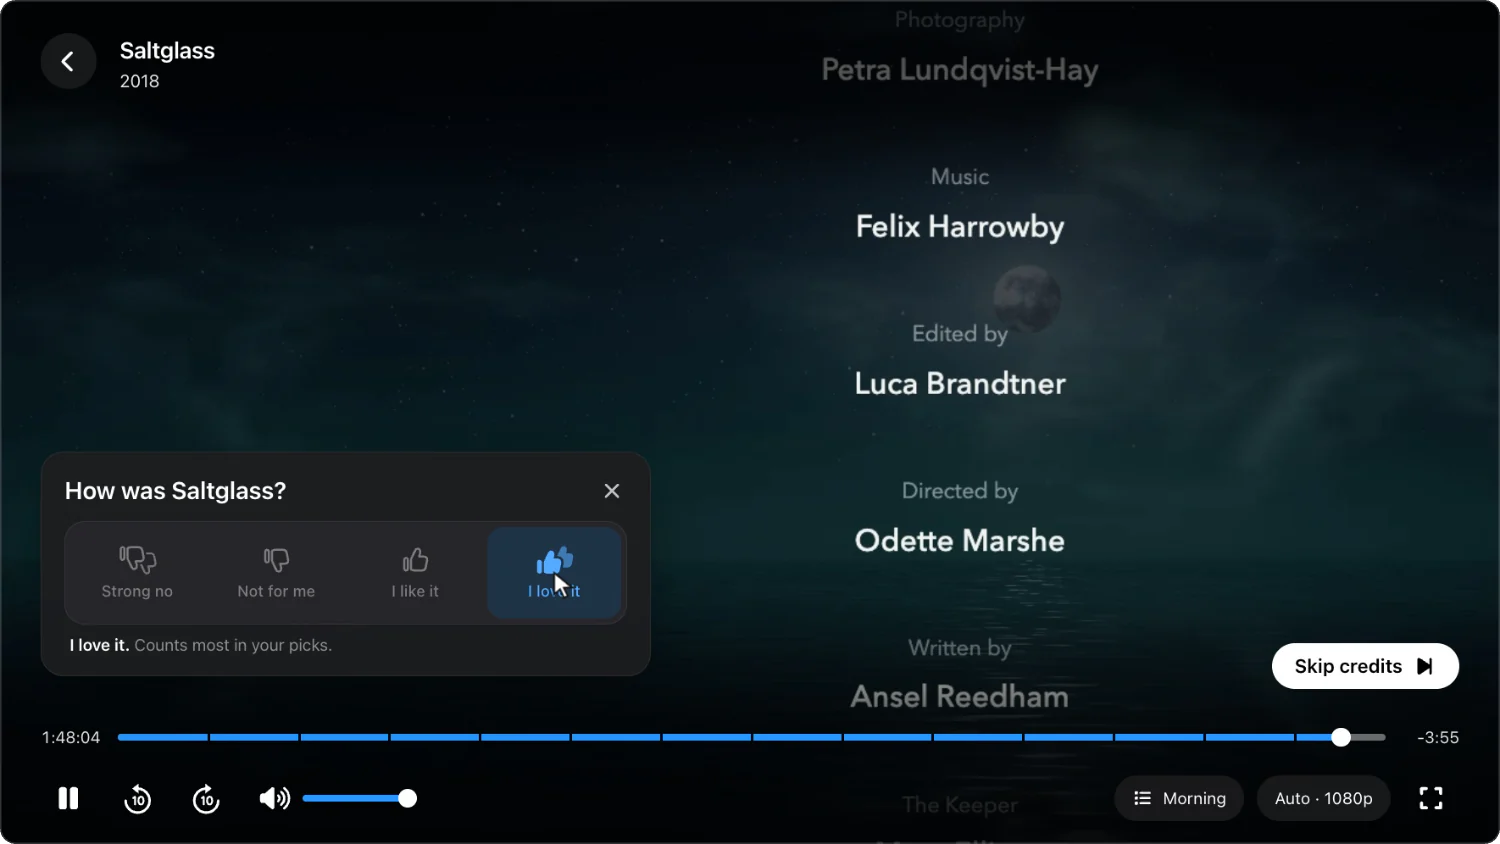 Saltglass
2018
Photography
Petra Lundqvist-Hay
Music
Felix Harrowby
Edited by
Luca Brandtner
Directed by
Odette Marshe
Written by
Ansel Reedham
The Keeper
How was Saltglass?
Strong no
Not for me
I like it
I love it
I love it. Counts most in your picks.
Skip credits
1:48:04
-3:55
10
10
Morning
Auto · 1080p